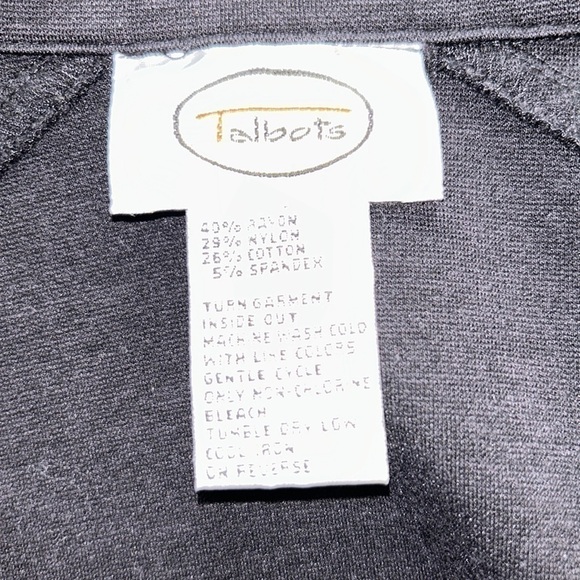 Talbots
40% RAYON
29% NYLON
26% COTTON
5% SPANDEX
TURN GARMENT
INSIDE OUT
MACHINE WASH COLD
WITH LIKE COLORS
GENTLE CYCLE
ONLY NON-CHLORINE
BLEACH
TUMBLE DRY LOW
COOL IRON
ON REVERSE